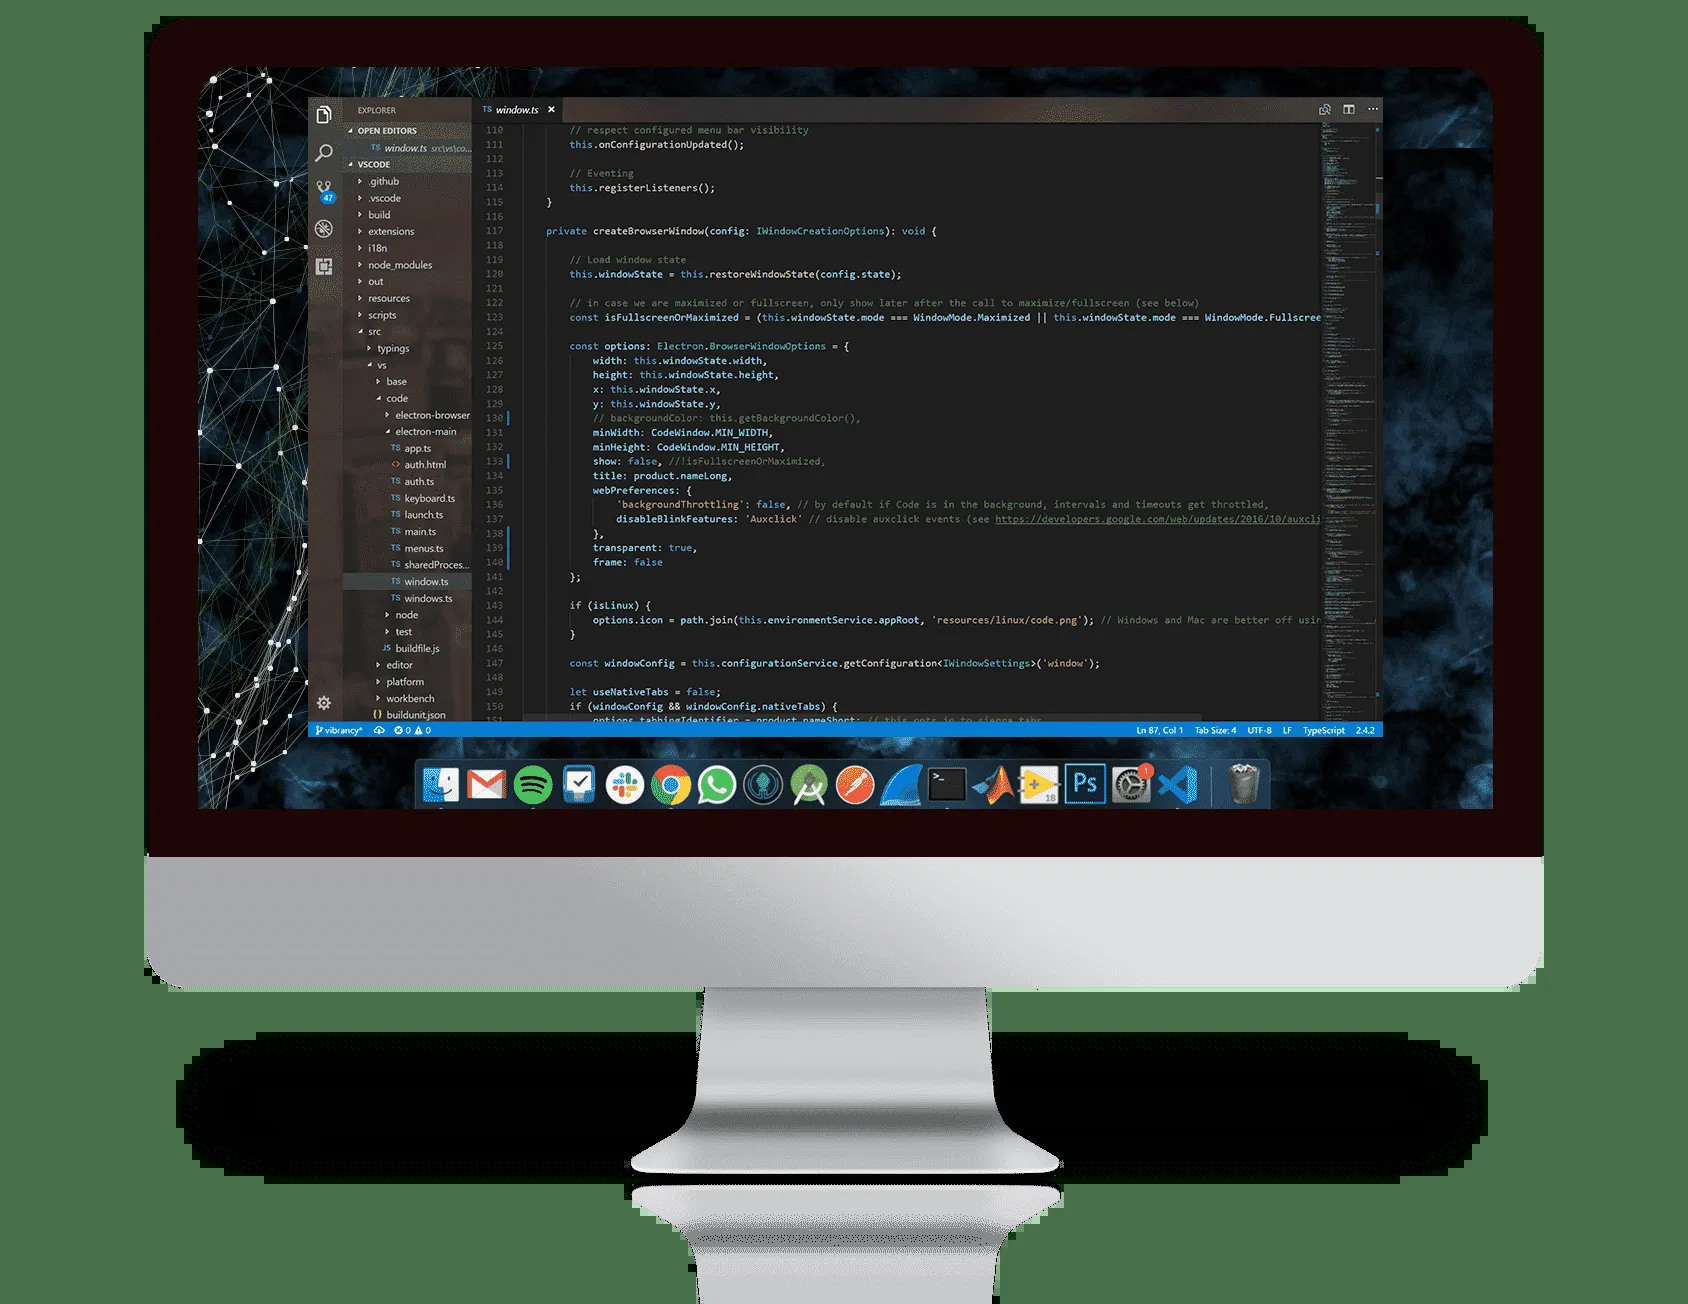 EXPLORER
OPEN EDITORS
TS window.ts src\vs\co...
VSCODE
.github
.vscode
build
extensions
i18n
node_modules
out
resources
scripts
src
typings
vs
base
code
electron-browser
electron-main
TS app.ts
<> auth.html
TS auth.ts
TS keyboard.ts
TS launch.ts
TS main.ts
TS menus.ts
TS sharedProces...
TS window.ts
TS windows.ts
node
test
JS buildfile.js
editor
platform
workbench
{} buildunit.json
47
TS window.ts ×
110 // respect configured menu bar visibility
111 this.onConfigurationUpdated();
112
113 // Eventing
114 this.registerListeners();
115 }
116
117 private createBrowserWindow(config: IWindowCreationOptions): void {
118
119 // Load window state
120 this.windowState = this.restoreWindowState(config.state);
121
122 // in case we are maximized or fullscreen, only show later after the call to maximize/fullscreen (see below)
123 const isFullscreenOrMaximized = (this.windowState.mode === WindowMode.Maximized || this.windowState.mode === WindowMode.Fullscree
124
125 const options: Electron.BrowserWindowOptions = {
126 width: this.windowState.width,
127 height: this.windowState.height,
128 x: this.windowState.x,
129 y: this.windowState.y,
130 // backgroundColor: this.getBackgroundColor(),
131 minWidth: CodeWindow.MIN_WIDTH,
132 minHeight: CodeWindow.MIN_HEIGHT,
133 show: false, //!isFullscreenOrMaximized,
134 title: product.nameLong,
135 webPreferences: {
136 'backgroundThrottling': false, // by default if Code is in the background, intervals and timeouts get throttled,
137 disableBlinkFeatures: 'Auxclick' // disable auxclick events (see https://developers.google.com/web/updates/2016/10/auxcli
138 },
139 transparent: true,
140 frame: false
141 };
142
143 if (isLinux) {
144 options.icon = path.join(this.environmentService.appRoot, 'resources/linux/code.png'); // Windows and Mac are better off usin
145 }
146
147 const windowConfig = this.configurationService.getConfiguration<IWindowSettings>('window');
148
149 let useNativeTabs = false;
150 if (windowConfig && windowConfig.nativeTabs) {
151 options.tabbingIdentifier = product.nameShort; // this opts in to sierra tabs
vibrancy* 0 0 Ln 87, Col 1 Tab Size: 4 UTF-8 LF TypeScript 2.4.2
>_
18
Ps
1